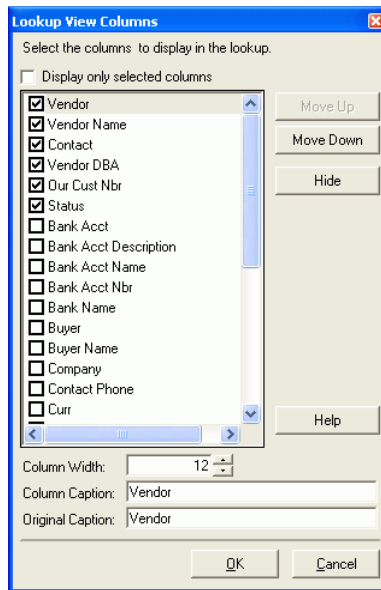 Lookup View Columns
Select the columns to display in the lookup.
Display only selected columns
Vendor
Vendor Name
Contact
Vendor DBA
Our Cust Nbr
Status
Bank Acct
Bank Acct Description
Bank Acct Name
Bank Acct Nbr
Bank Name
Buyer
Buyer Name
Company
Contact Phone
Curr
Move Up
Move Down
Hide
Help
Column Width: 12
Column Caption: Vendor
Original Caption: Vendor
OK Cancel